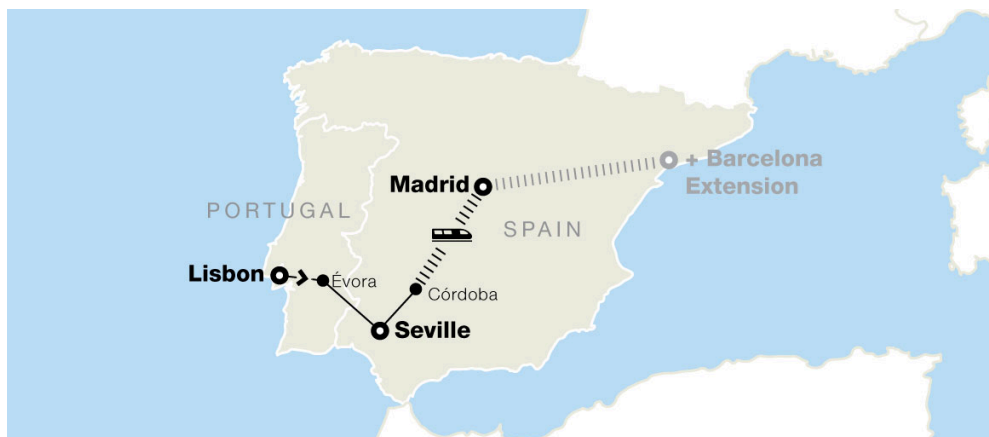 + Barcelona
Extension
Madrid
PORTUGAL
SPAIN
Lisbon
Évora
Córdoba
Seville